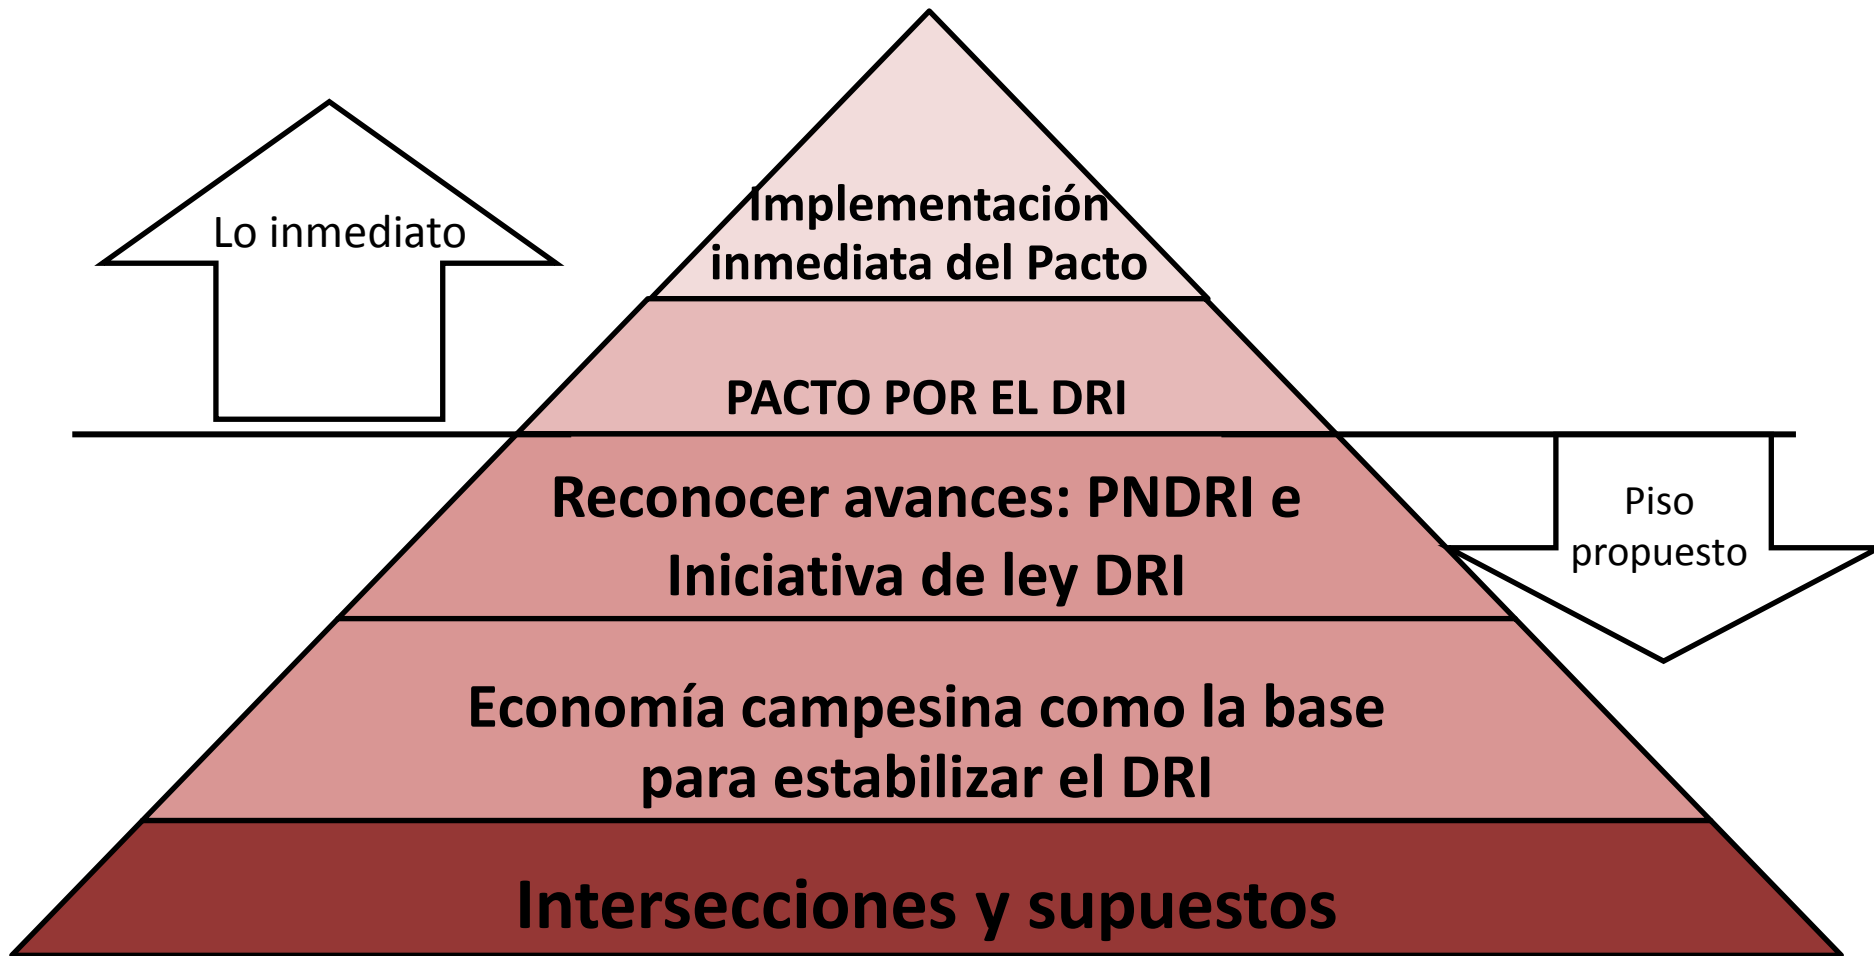 Implementación
inmediata del Pacto
Lo inmediato
PACTO POR EL DRI
Reconocer avances: PNDRI e
Iniciativa de ley DRI
Piso
propuesto
Economía campesina como la base
para estabilizar el DRI
Intersecciones y supuestos